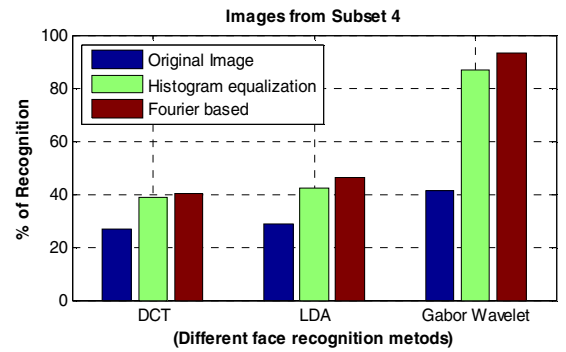 Images from Subset 4
% of Recognition
100
80
60
40
20
0
Original Image
Histogram equalization
Fourier based
DCT LDA Gabor Wavelet
(Different face recognition metods)